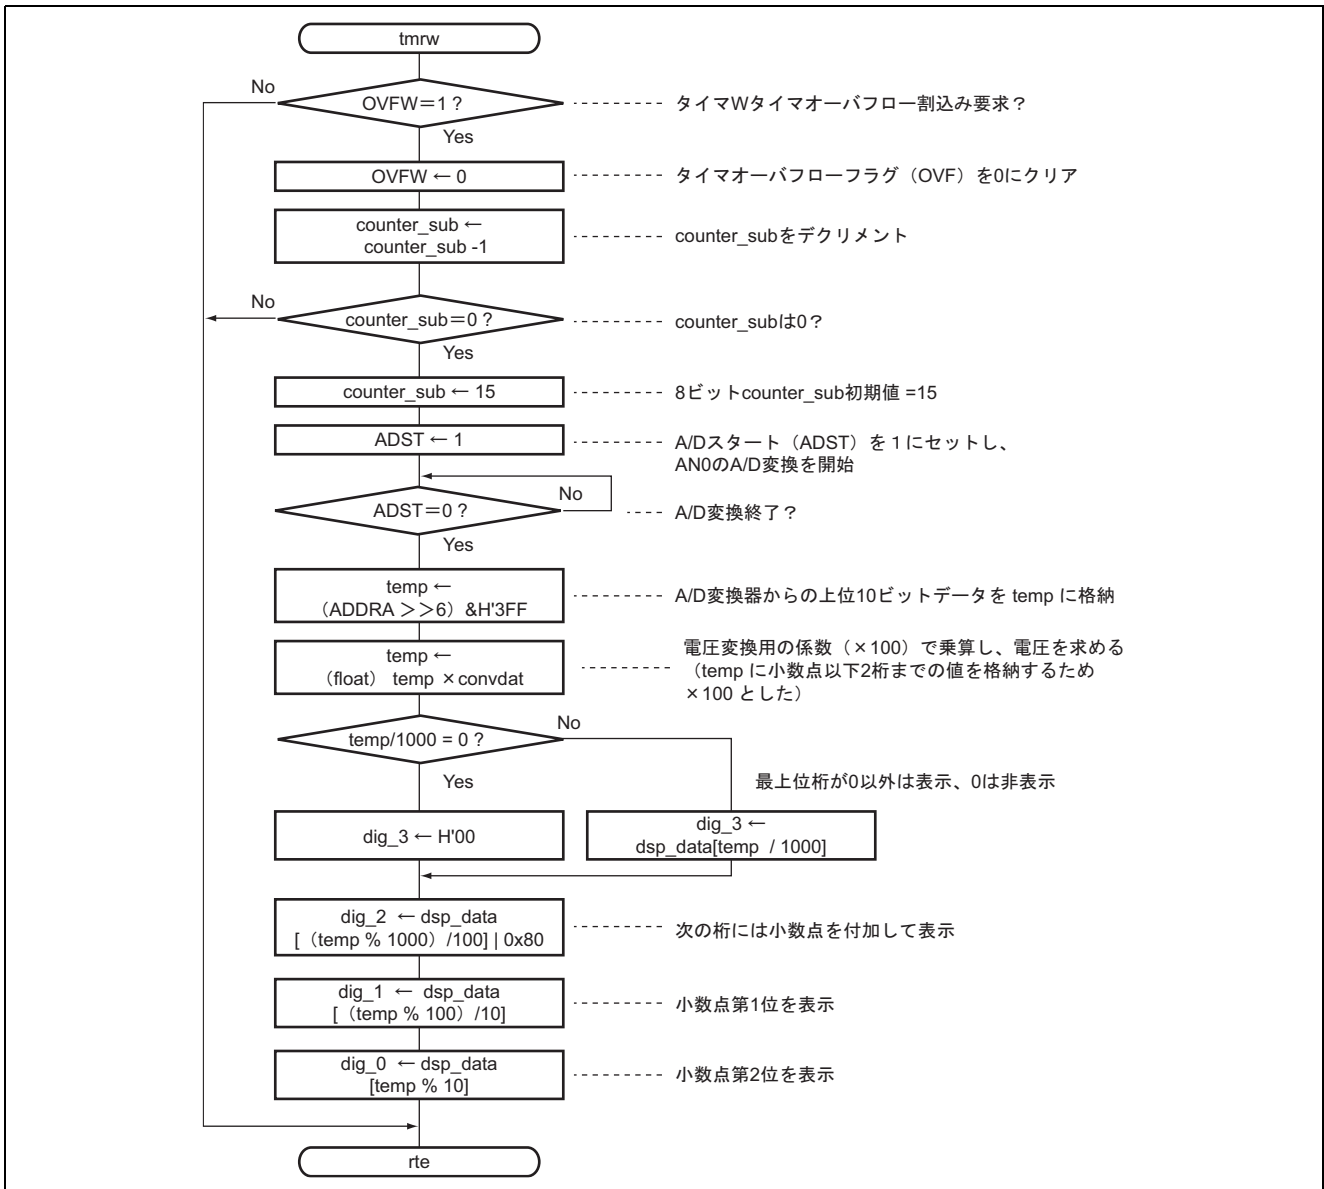 tmrw
No
OVFW＝1？
タイマWタイマオーバフロー割込み要求？
Yes
OVFW ← 0
タイマオーバフローフラグ（OVF）を0にクリア
counter_sub ←
counter_sub -1
counter_subをデクリメント
No
counter_sub＝0？
counter_subは0？
Yes
counter_sub ← 15
8ビットcounter_sub初期値 =15
ADST ← 1
A/Dスタート（ADST）を１にセットし、
AN0のA/D変換を開始
No
ADST＝0？
A/D変換終了？
Yes
temp ←
（ADDRA ＞＞6）&H'3FF
A/D変換器からの上位10ビットデータを temp に格納
temp ←
（float） temp ×convdat
電圧変換用の係数（×100）で乗算し、電圧を求める
（temp に小数点以下2桁までの値を格納するため
×100 とした）
No
temp/1000 = 0？
Yes
最上位桁が0以外は表示、0は非表示
dig_3 ← H'00
dig_3 ←
dsp_data[temp / 1000]
dig_2 ← dsp_data
[（temp % 1000）/100] | 0x80
次の桁には小数点を付加して表示
dig_1 ← dsp_data
[（temp % 100）/10]
小数点第1位を表示
dig_0 ← dsp_data
[temp % 10]
小数点第2位を表示
rte